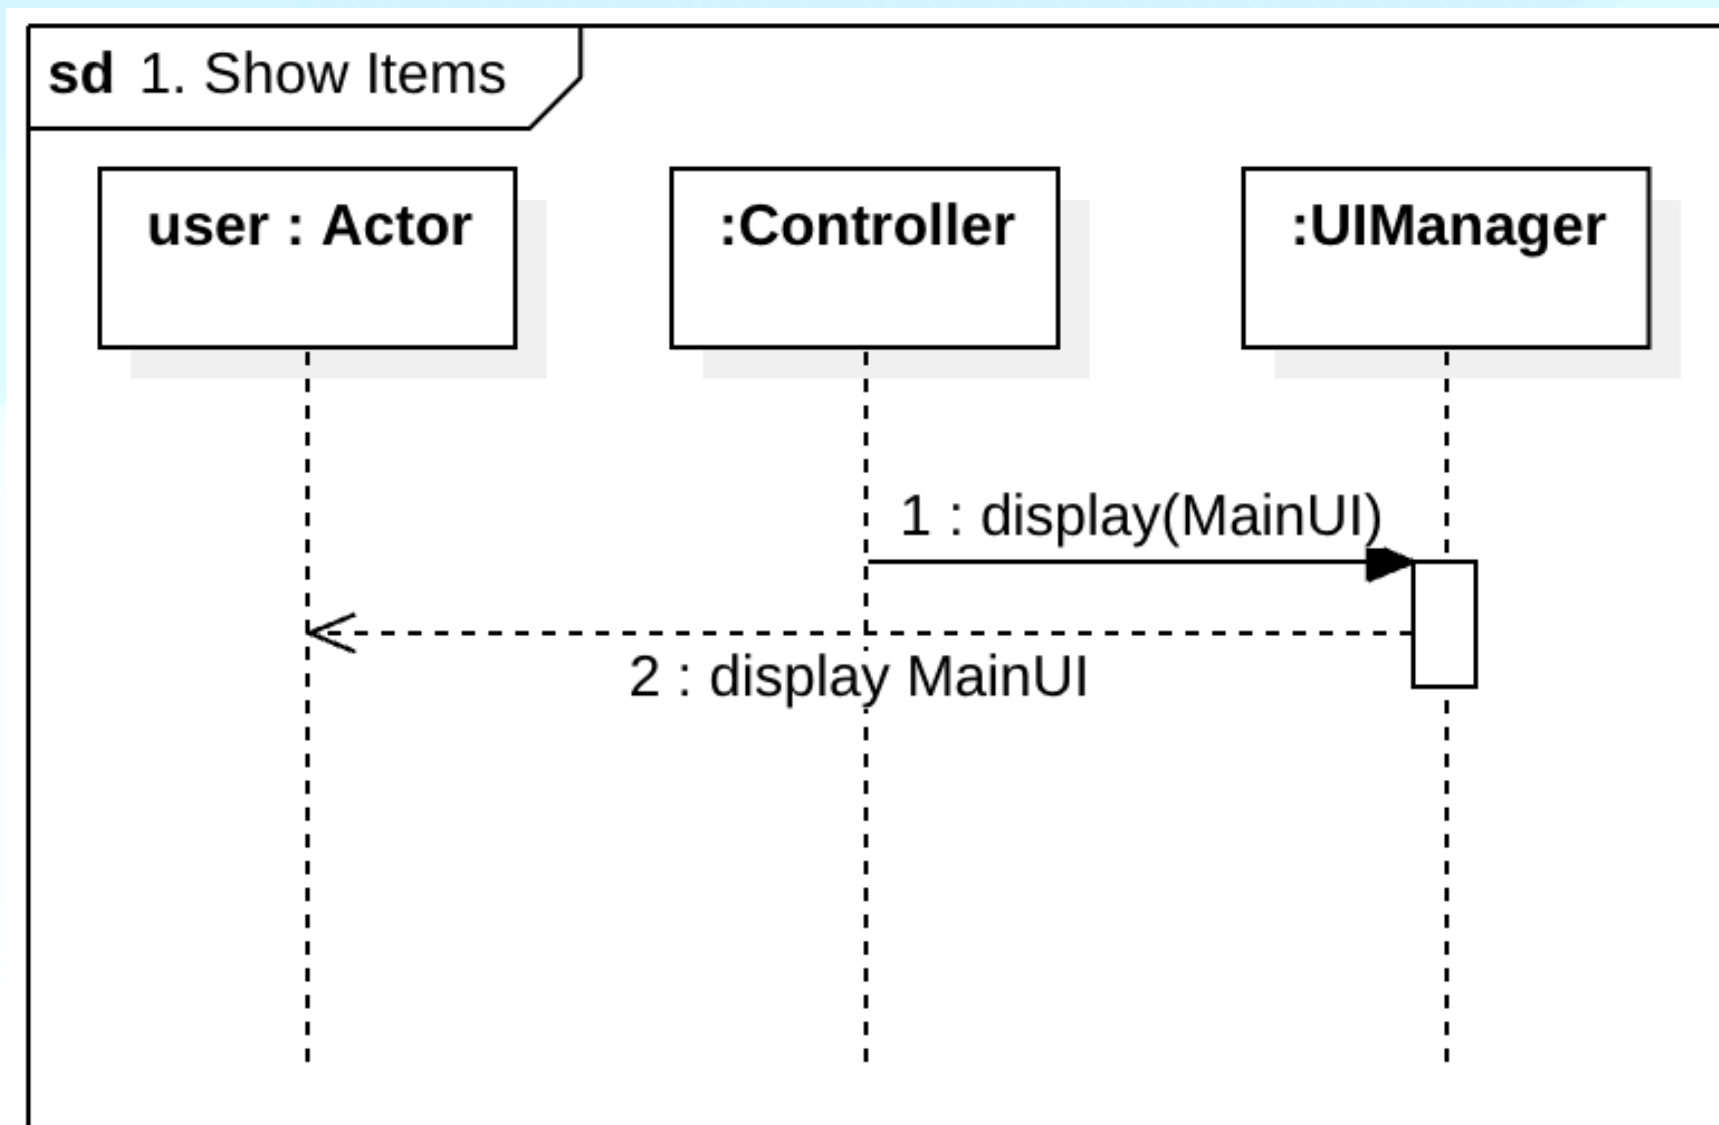 sd 1. Show Items
user : Actor
:Controller
:UIManager
1 : display(MainUI)
2 : display MainUI